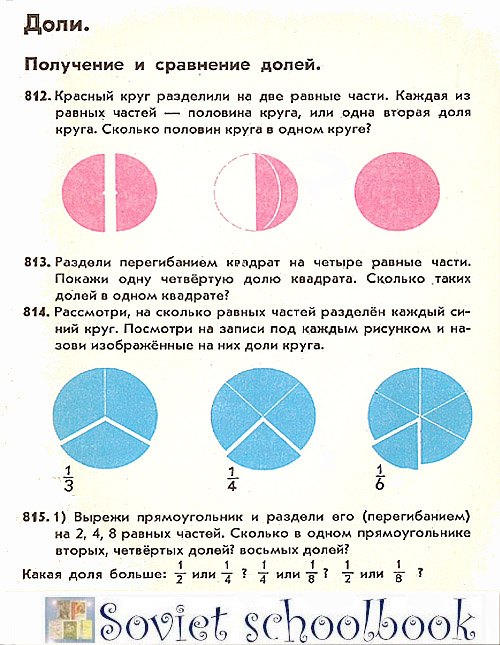 Доли.
Получение и сравнение долей.
812. Красный круг разделили на две равные части. Каждая из
равных частей — половина круга, или одна вторая доля
круга. Сколько половин круга в одном круге?
813. Раздели перегибанием квадрат на четыре равные части.
Покажи одну четвёртую долю квадрата. Сколько таких
долей в одном квадрате?
814. Рассмотри, на сколько равных частей разделён каждый си-
ний круг. Посмотри на записи под каждым рисунком и на-
зови изображённые на них доли круга.
1/3 1/4 1/6
815. 1) Вырежи прямоугольник и раздели его (перегибанием)
на 2, 4, 8 равных частей. Сколько в одном прямоугольнике
вторых, четвёртых долей? восьмых долей?
Какая доля больше: 1/2 или 1/4 ? 1/4 или 1/8 ? 1/2 или 1/8 ?
Soviet schoolbook